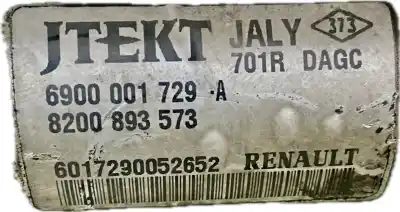 JTEKT JALY 373
701R DAGC
6900 001 729 -A
8200 893 573
6017290052652 RENAULT